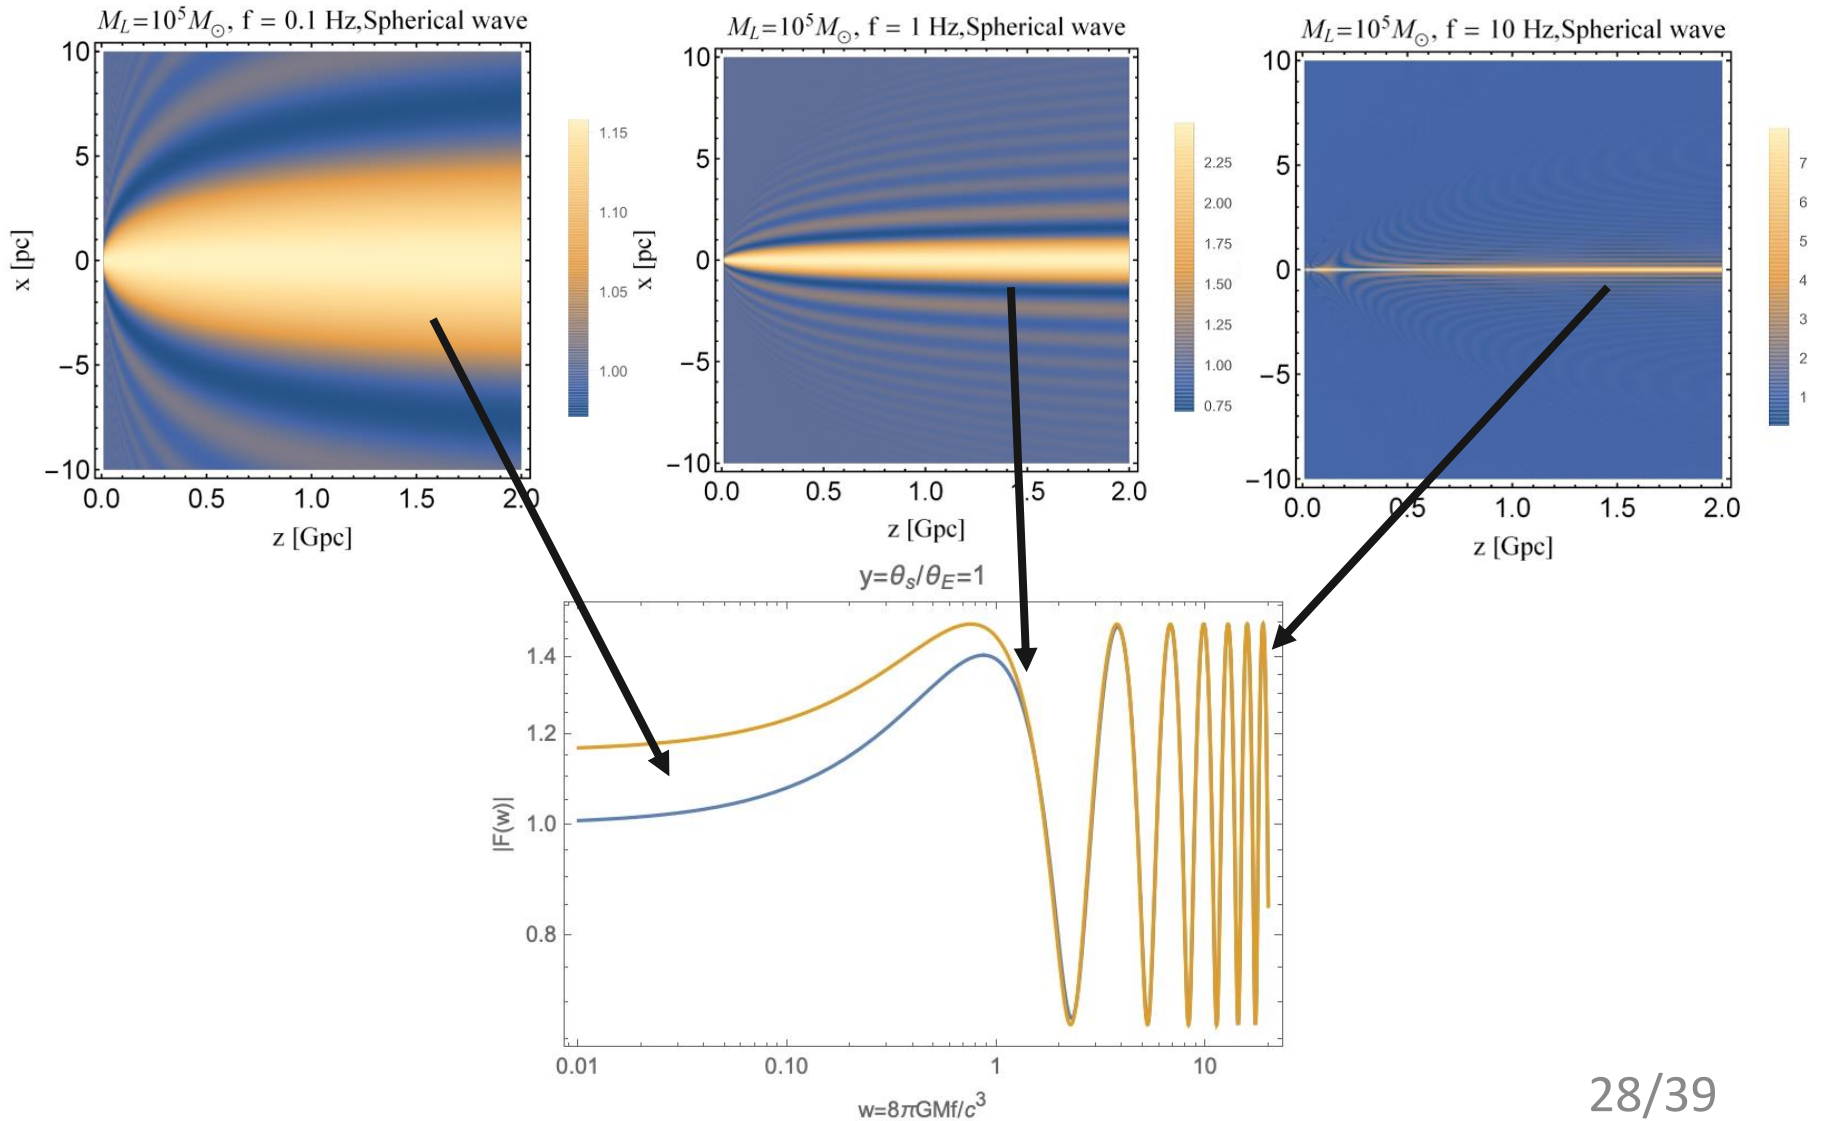 M_L=10^5M_⊙, f = 0.1 Hz,Spherical wave
10
5
0
−5
−10
x [pc]
0.0 0.5 1.0 1.5 2.0
z [Gpc]
1.15
1.10
1.05
1.00
M_L=10^5M_⊙, f = 1 Hz,Spherical wave
10
5
0
−5
−10
x [pc]
0.0 0.5 1.0 1.5 2.0
z [Gpc]
2.25
2.00
1.75
1.50
1.25
1.00
0.75
M_L=10^5M_⊙, f = 10 Hz,Spherical wave
10
5
0
−5
−10
0.0 0.5 1.0 1.5 2.0
z [Gpc]
7
6
5
4
3
2
1
y=θ_s/θ_E=1
1.4
1.2
1.0
0.8
|F(w)|
0.01 0.10 1 10
w=8πGMf/c^3
28/39